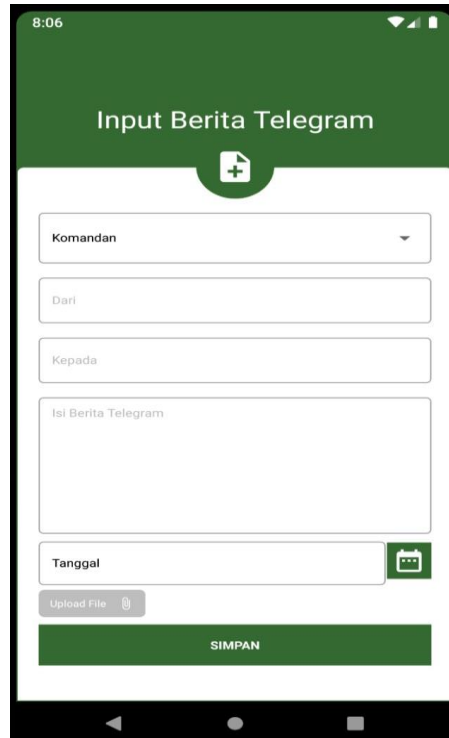 8:06
Input Berita Telegram
Komandan
Dari
Kepada
Isi Berita Telegram
Tanggal
Upload File
SIMPAN